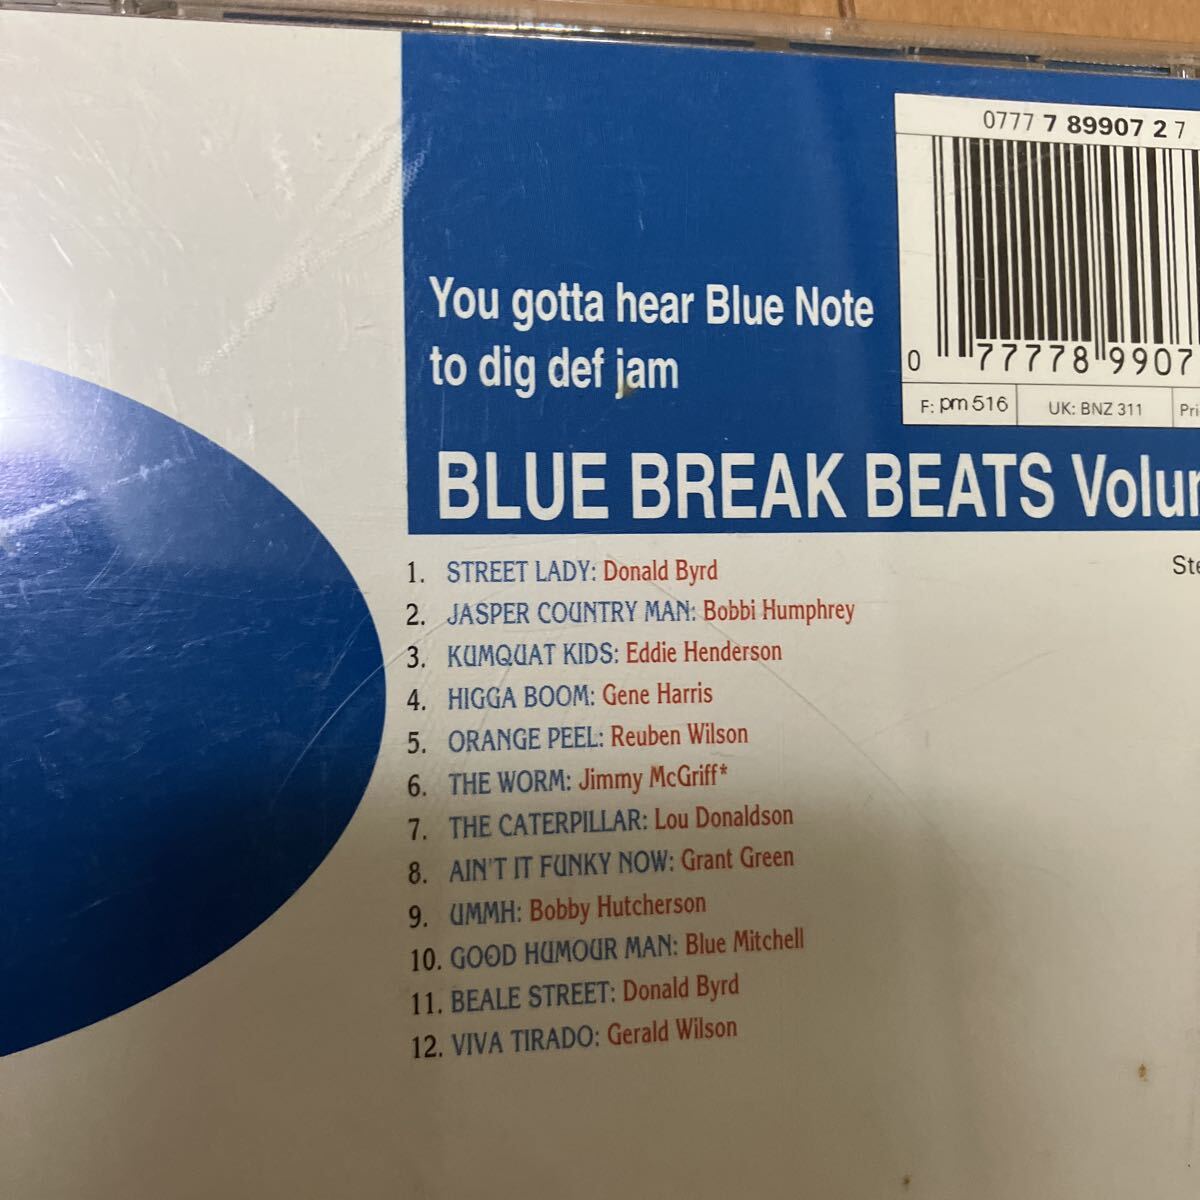 0777 7 89907 2 7
0 77778 9907
F: pm 516
UK: BNZ 311
You gotta hear Blue Note
to dig def jam
BLUE BREAK BEATS
1. STREET LADY: Donald Byrd
2. JASPER COUNTRY MAN: Bobbi Humphrey
3. KUMQUAT KIDS: Eddie Henderson
4. HIGGA BOOM: Gene Harris
5. ORANGE PEEL: Reuben Wilson
6. THE WORM: Jimmy McGriff*
7. THE CATERPILLAR: Lou Donaldson
8. AIN'T IT FUNKY NOW: Grant Green
9. UMMH: Bobby Hutcherson
10. GOOD HUMOUR MAN: Blue Mitchell
11. BEALE STREET: Donald Byrd
12. VIVA TIRADO: Gerald Wilson